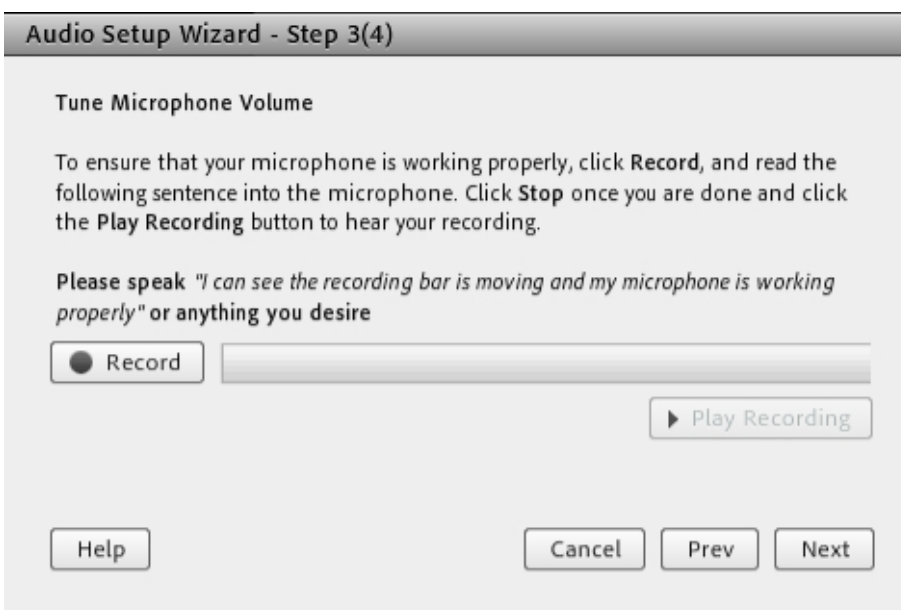 Audio Setup Wizard - Step 3(4)
Tune Microphone Volume
To ensure that your microphone is working properly, click Record, and read the
following sentence into the microphone. Click Stop once you are done and click
the Play Recording button to hear your recording.
Please speak "I can see the recording bar is moving and my microphone is working
properly" or anything you desire
Record
Play Recording
Help Cancel Prev Next